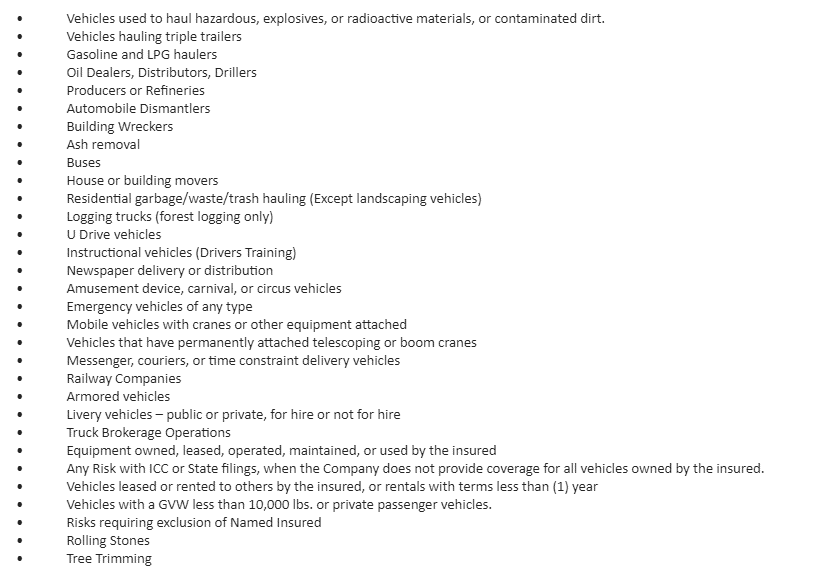 • Vehicles used to haul hazardous, explosives, or radioactive materials, or contaminated dirt.
• Vehicles hauling triple trailers
• Gasoline and LPG haulers
• Oil Dealers, Distributors, Drillers
• Producers or Refineries
• Automobile Dismantlers
• Building Wreckers
• Ash removal
• Buses
• House or building movers
• Residential garbage/waste/trash hauling (Except landscaping vehicles)
• Logging trucks (forest logging only)
• U Drive vehicles
• Instructional vehicles (Drivers Training)
• Newspaper delivery or distribution
• Amusement device, carnival, or circus vehicles
• Emergency vehicles of any type
• Mobile vehicles with cranes or other equipment attached
• Vehicles that have permanently attached telescoping or boom cranes
• Messenger, couriers, or time constraint delivery vehicles
• Railway Companies
• Armored vehicles
• Livery vehicles – public or private, for hire or not for hire
• Truck Brokerage Operations
• Equipment owned, leased, operated, maintained, or used by the insured
• Any Risk with ICC or State filings, when the Company does not provide coverage for all vehicles owned by the insured.
• Vehicles leased or rented to others by the insured, or rentals with terms less than (1) year
• Vehicles with a GVW less than 10,000 lbs. or private passenger vehicles.
• Risks requiring exclusion of Named Insured
• Rolling Stones
• Tree Trimming